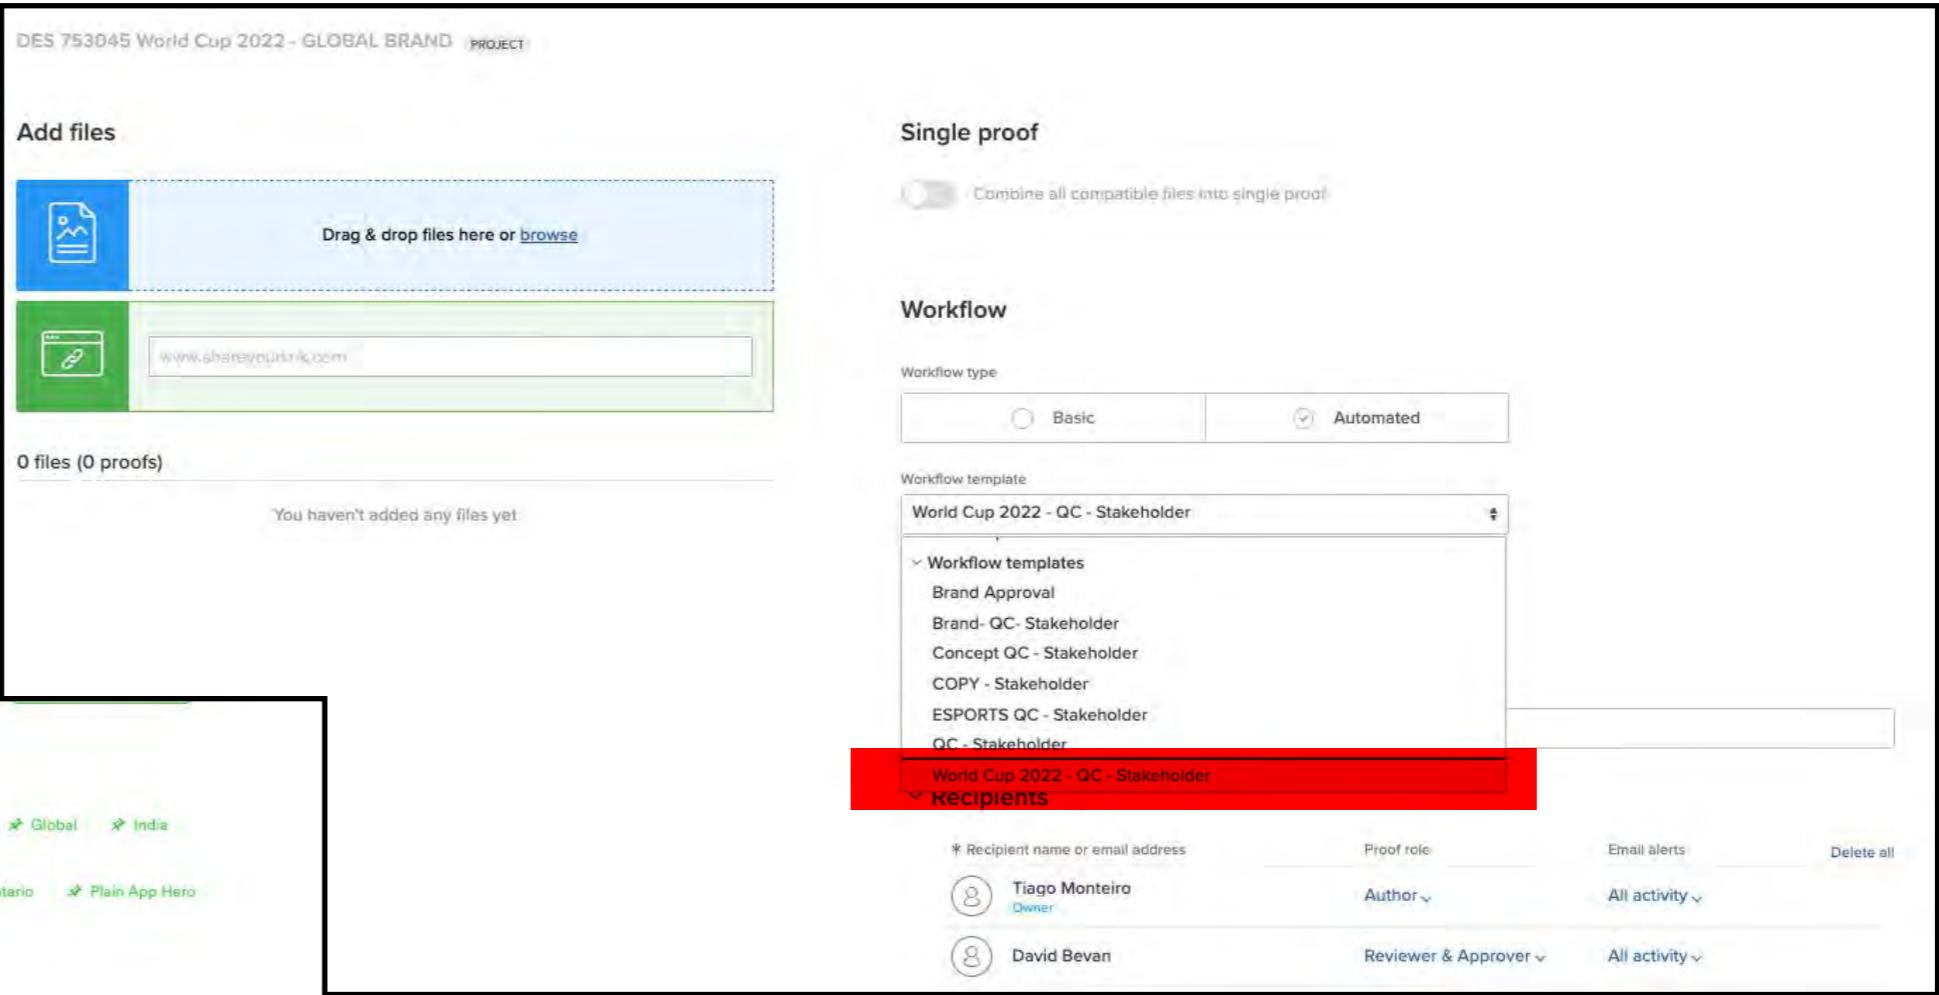 DES 753045 World Cup 2022 - GLOBAL BRAND PROJECT
Add files
Drag & drop files here or browse
www.shareyourlink.com
0 files (0 proofs)
You haven't added any files yet
Single proof
Combine all compatible files into single proof
Workflow
Workflow type
Basic
Automated
Workflow template
World Cup 2022 - QC - Stakeholder
Workflow templates
Brand Approval
Brand- QC- Stakeholder
Concept QC - Stakeholder
COPY - Stakeholder
ESPORTS QC - Stakeholder
QC - Stakeholder
World Cup 2022 - QC - Stakeholder
Recipients
* Recipient name or email address Proof role Email alerts Delete all
Tiago Monteiro Author All activity
Owner
David Bevan Reviewer & Approver All activity
Global India
tario Plain App Hero